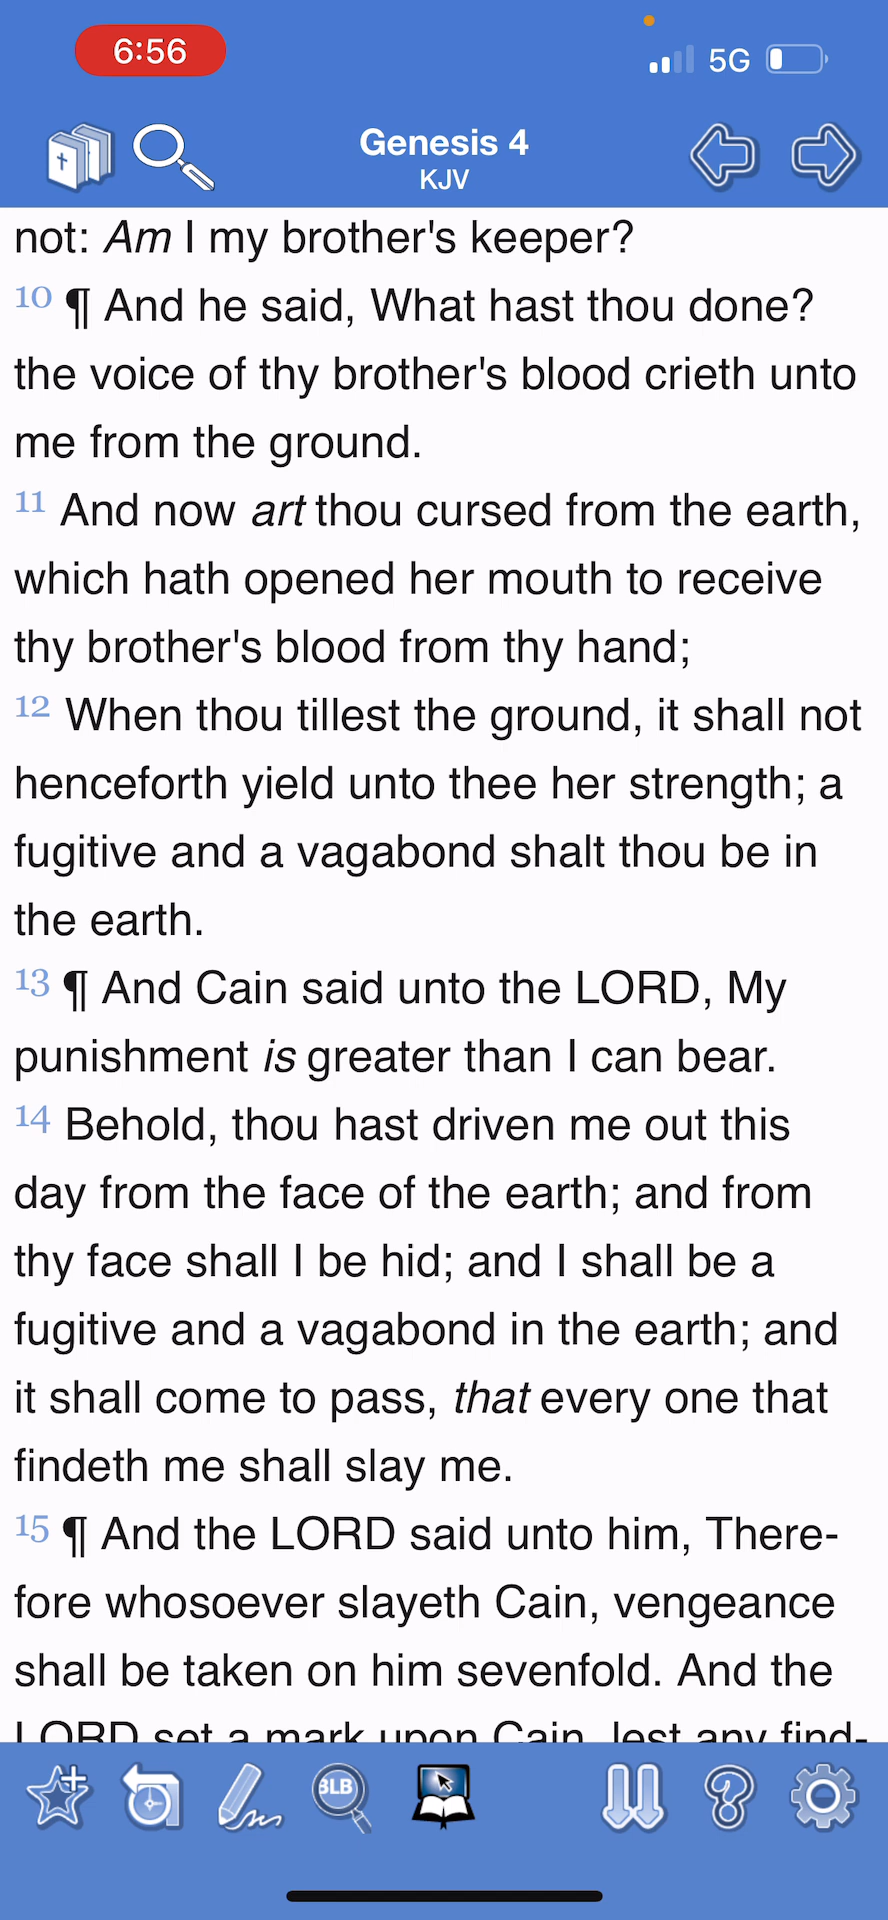 6:56
5G
Genesis 4
KJV
not: Am I my brother's keeper?
10 ¶ And he said, What hast thou done?
the voice of thy brother's blood crieth unto
me from the ground.
11 And now art thou cursed from the earth,
which hath opened her mouth to receive
thy brother's blood from thy hand;
12 When thou tillest the ground, it shall not
henceforth yield unto thee her strength; a
fugitive and a vagabond shalt thou be in
the earth.
13 ¶ And Cain said unto the LORD, My
punishment is greater than I can bear.
14 Behold, thou hast driven me out this
day from the face of the earth; and from
thy face shall I be hid; and I shall be a
fugitive and a vagabond in the earth; and
it shall come to pass, that every one that
findeth me shall slay me.
15 ¶ And the LORD said unto him, There-
fore whosoever slayeth Cain, vengeance
shall be taken on him sevenfold. And the
LORD set a mark upon Cain, lest any find-
BLB